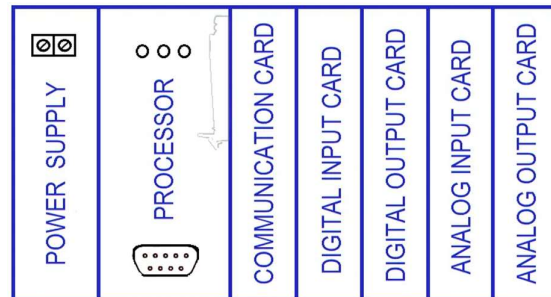 POWER SUPPLY
PROCESSOR
COMMUNICATION CARD
DIGITAL INPUT CARD
DIGITAL OUTPUT CARD
ANALOG INPUT CARD
ANALOG OUTPUT CARD